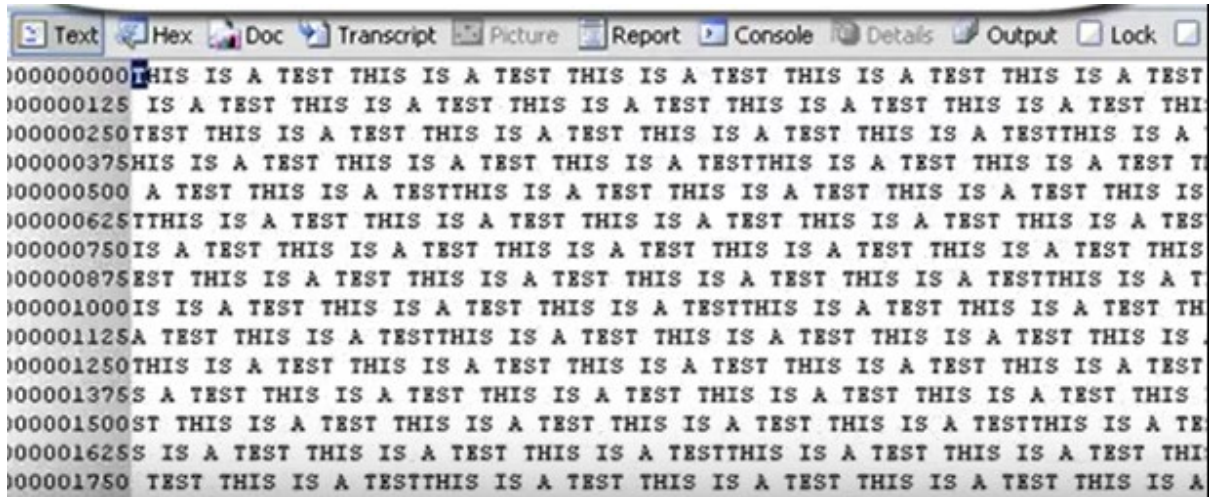 Text Hex Doc Transcript Picture Report Console Details Output Lock
000000000THIS IS A TEST THIS IS A TEST THIS IS A TEST THIS IS A TEST THIS IS A TEST
000000125 IS A TEST THIS IS A TEST THIS IS A TEST THIS IS A TEST THIS IS A TEST THI
000000250TEST THIS IS A TEST THIS IS A TEST THIS IS A TEST THIS IS A TESTTHIS IS A
000000375HIS IS A TEST THIS IS A TEST THIS IS A TESTTHIS IS A TEST THIS IS A TEST T
000000500 A TEST THIS IS A TESTTHIS IS A TEST THIS IS A TEST THIS IS A TEST THIS IS
000000625TTHIS IS A TEST THIS IS A TEST THIS IS A TEST THIS IS A TEST THIS IS A TES
000000750IS A TEST THIS IS A TEST THIS IS A TEST THIS IS A TEST THIS IS A TEST THIS
000000875EST THIS IS A TEST THIS IS A TEST THIS IS A TEST THIS IS A TESTTHIS IS A T
000001000IS IS A TEST THIS IS A TEST THIS IS A TESTTHIS IS A TEST THIS IS A TEST TH
000001125A TEST THIS IS A TESTTHIS IS A TEST THIS IS A TEST THIS IS A TEST THIS IS
000001250THIS IS A TEST THIS IS A TEST THIS IS A TEST THIS IS A TEST THIS IS A TEST
000001375S A TEST THIS IS A TEST THIS IS A TEST THIS IS A TEST THIS IS A TEST THIS
000001500ST THIS IS A TEST THIS IS A TEST THIS IS A TEST THIS IS A TESTTHIS IS A TE
000001625S IS A TEST THIS IS A TEST THIS IS A TESTTHIS IS A TEST THIS IS A TEST THI
000001750 TEST THIS IS A TESTTHIS IS A TEST THIS IS A TEST THIS IS A TEST THIS IS A